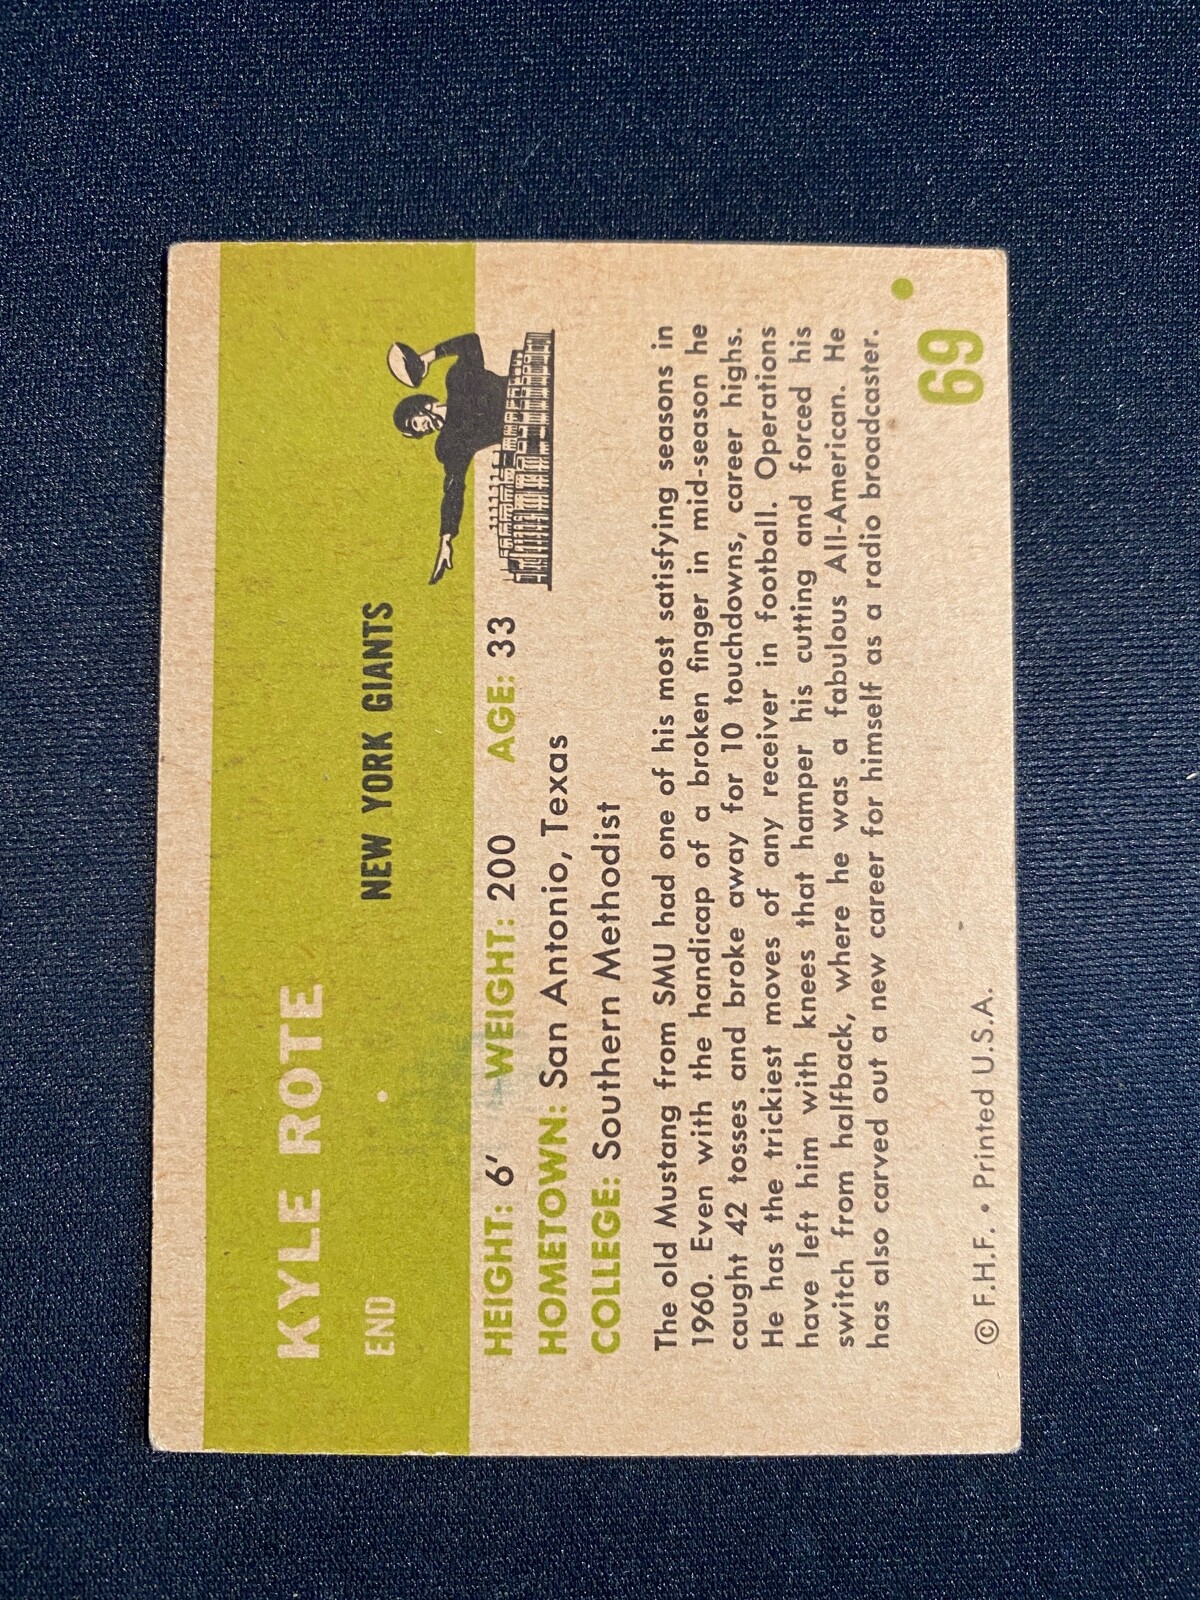 KYLE ROTE
END
NEW YORK GIANTS
HEIGHT: 6' WEIGHT: 200 AGE: 33
HOMETOWN: San Antonio, Texas
COLLEGE: Southern Methodist
The old Mustang from SMU had one of his most satisfying seasons in
1960. Even with the handicap of a broken finger in mid-season he
caught 42 tosses and broke away for 10 touchdowns, career highs.
He has the trickiest moves of any receiver in football. Operations
have left him with knees that hamper his cutting and forced his
switch from halfback, where he was a fabulous All-American. He
has also carved out a new career for himself as a radio broadcaster.
© F.H.F. • Printed U.S.A.
69